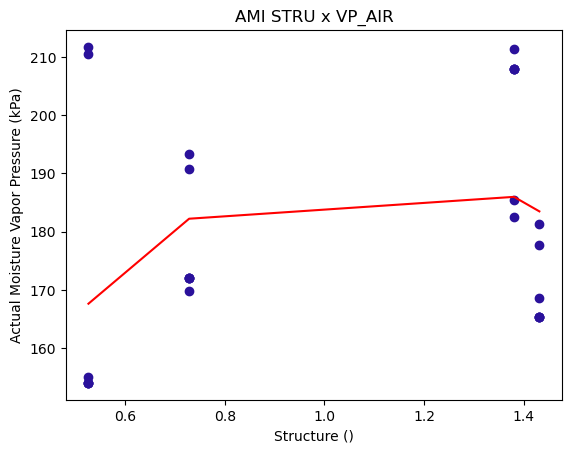 AMI STRU x VP_AIR
Actual Moisture Vapor Pressure (kPa)
210
200
190
180
170
160
0.6 0.8 1.0 1.2 1.4
Structure ()